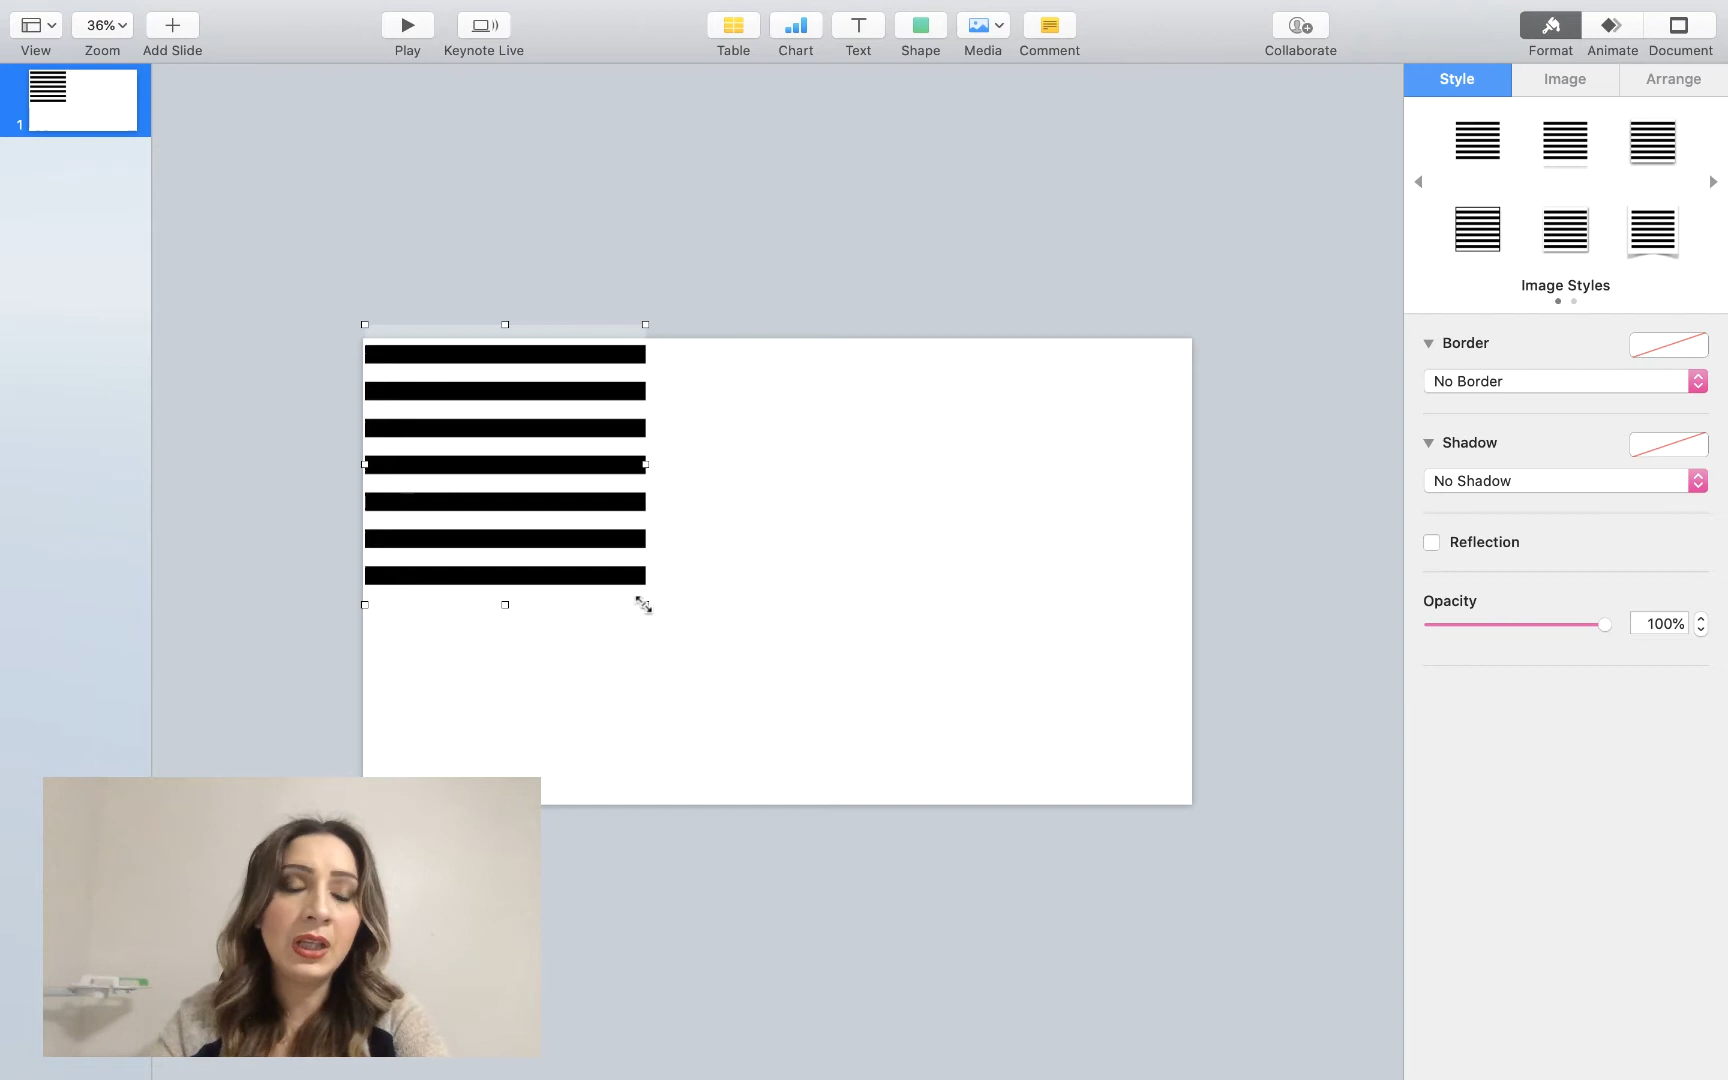 36%
View
Zoom
Add Slide
Play
Keynote Live
Table
Chart
Text
Shape
Media
Comment
Collaborate
Format
Animate
Document
1
Style
Image
Arrange
Image Styles
Border
No Border
Shadow
No Shadow
Reflection
Opacity
100%